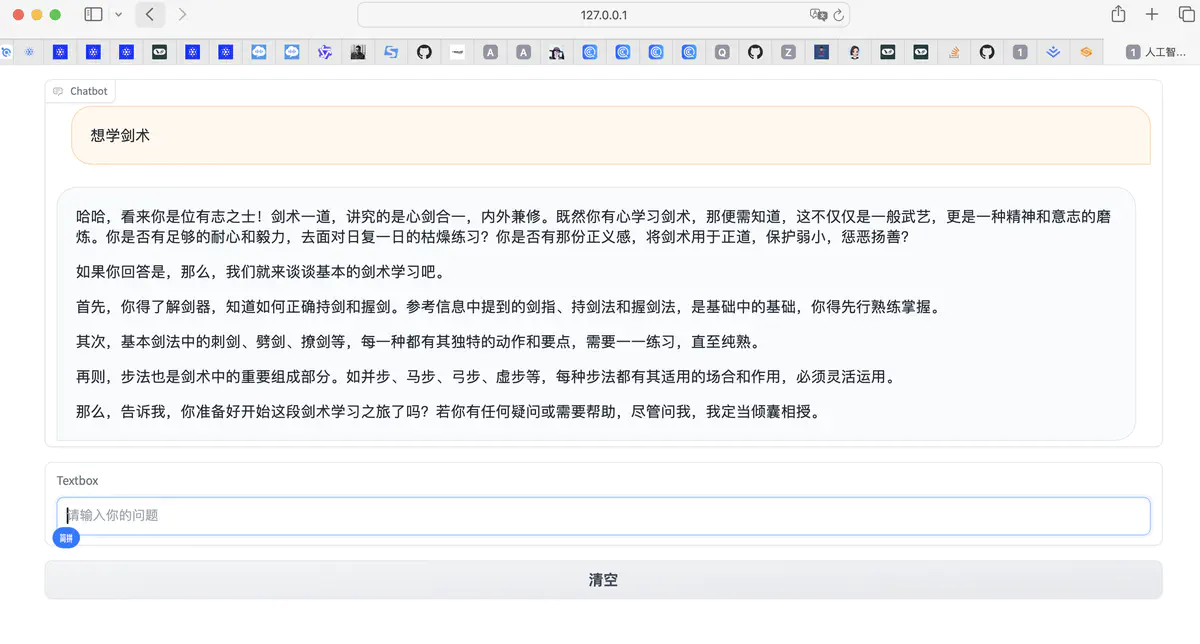 127.0.0.1
A
A
Q
Z
1
1 人工智...
Chatbot
想学剑术
哈哈，看来你是位有志之士！剑术一道，讲究的是心剑合一，内外兼修。既然你有心学习剑术，那便需知道，这不仅仅是一般武艺，更是一种精神和意志的磨
炼。你是否有足够的耐心和毅力，去面对日复一日的枯燥练习？你是否有那份正义感，将剑术用于正道，保护弱小，惩恶扬善？
如果你回答是，那么，我们就来谈谈基本的剑术学习吧。
首先，你得了解剑器，知道如何正确持剑和握剑。参考信息中提到的剑指、持剑法和握剑法，是基础中的基础，你得先行熟练掌握。
其次，基本剑法中的刺剑、劈剑、撩剑等，每一种都有其独特的动作和要点，需要一一练习，直至纯熟。
再则，步法也是剑术中的重要组成部分。如并步、马步、弓步、虚步等，每种步法都有其适用的场合和作用，必须灵活运用。
那么，告诉我，你准备好开始这段剑术学习之旅了吗？若你有任何疑问或需要帮助，尽管问我，我定当倾囊相授。
Textbox
请输入你的问题
简拼
清空